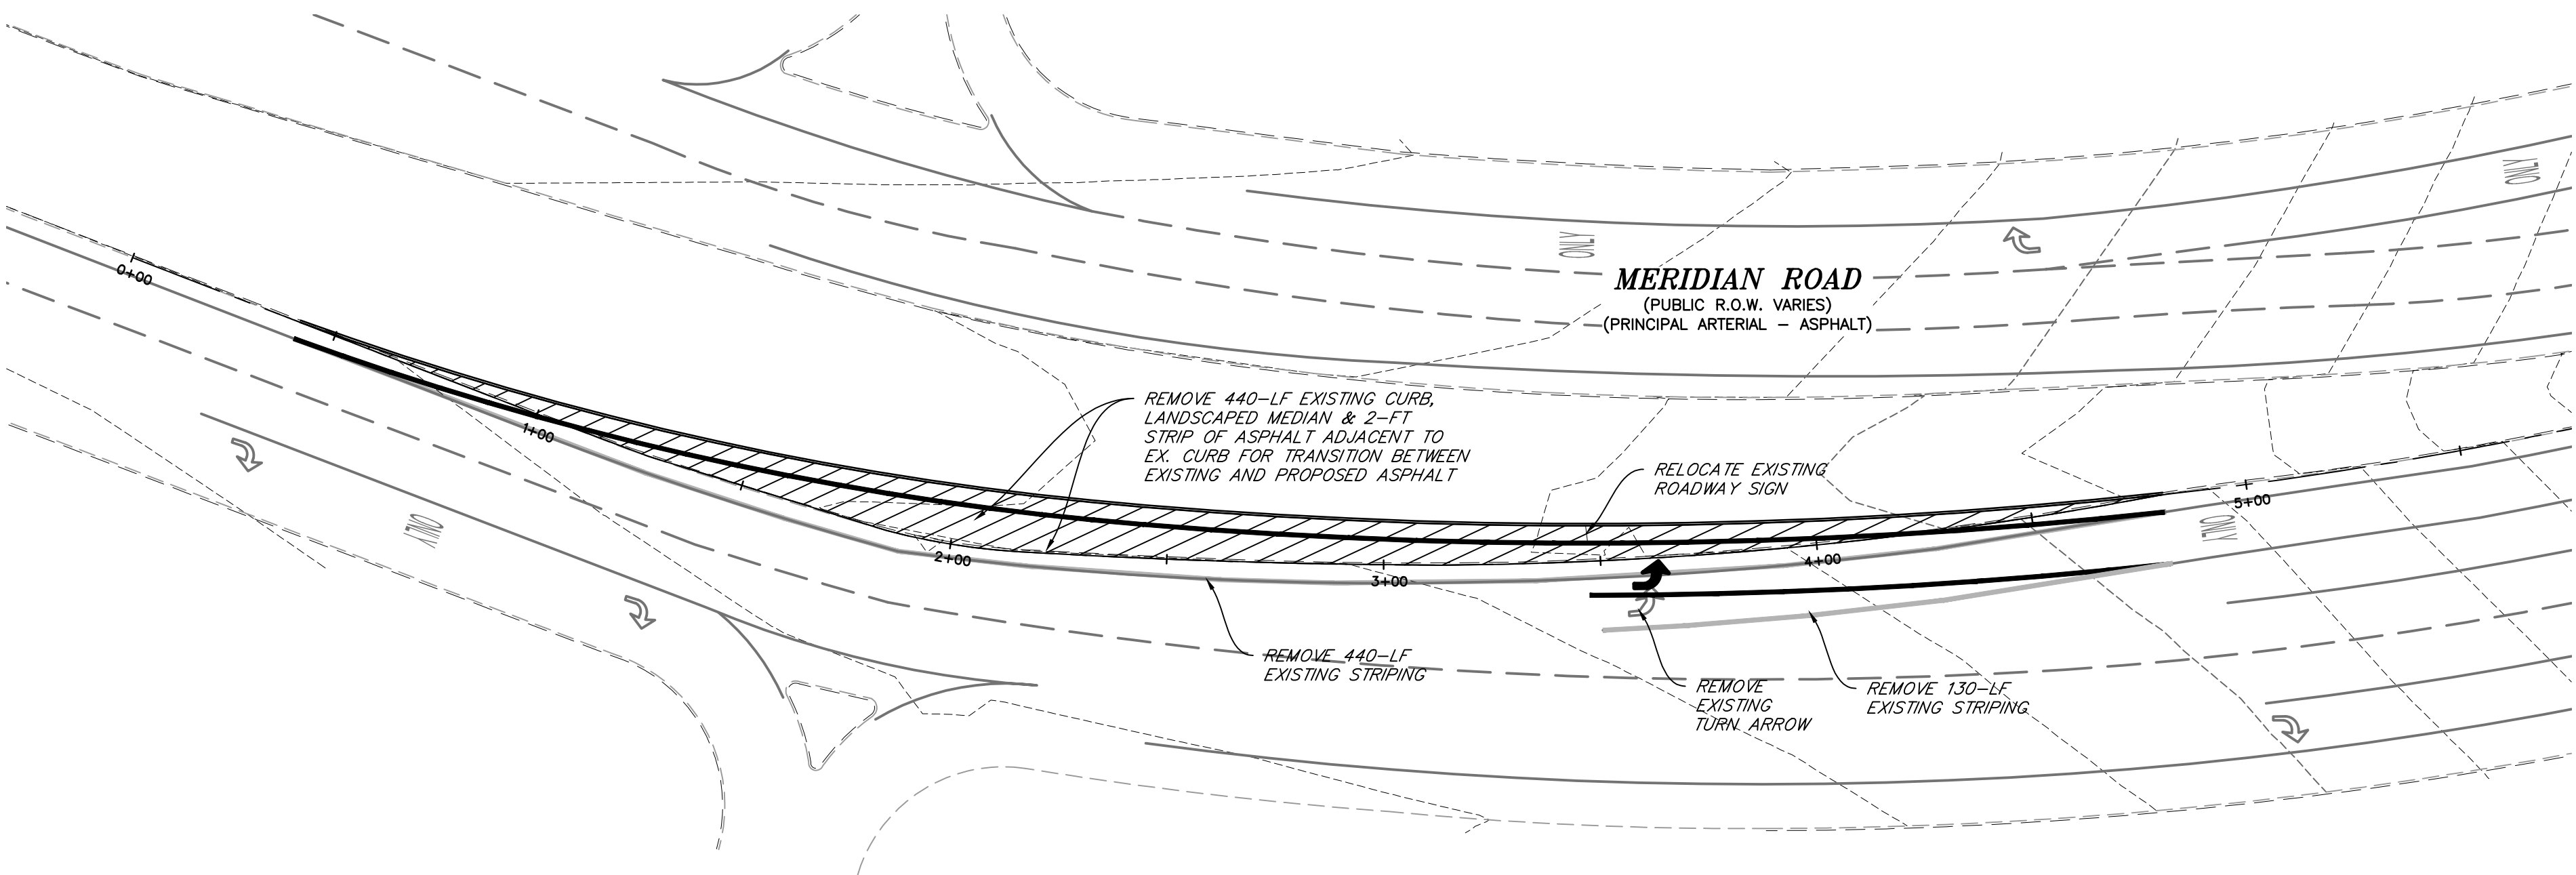 ONLY
ONLY
MERIDIAN ROAD
(PUBLIC R.O.W. VARIES)
(PRINCIPAL ARTERIAL – ASPHALT)
0+00
1+00
REMOVE 440-LF EXISTING CURB,
LANDSCAPED MEDIAN & 2-FT
STRIP OF ASPHALT ADJACENT TO
EX. CURB FOR TRANSITION BETWEEN
EXISTING AND PROPOSED ASPHALT
RELOCATE EXISTING
ROADWAY SIGN
5+00
ONLY
ONLY
2+00
3+00
4+00
REMOVE 440-LF
EXISTING STRIPING
REMOVE
EXISTING
TURN ARROW
REMOVE 130-LF
EXISTING STRIPING